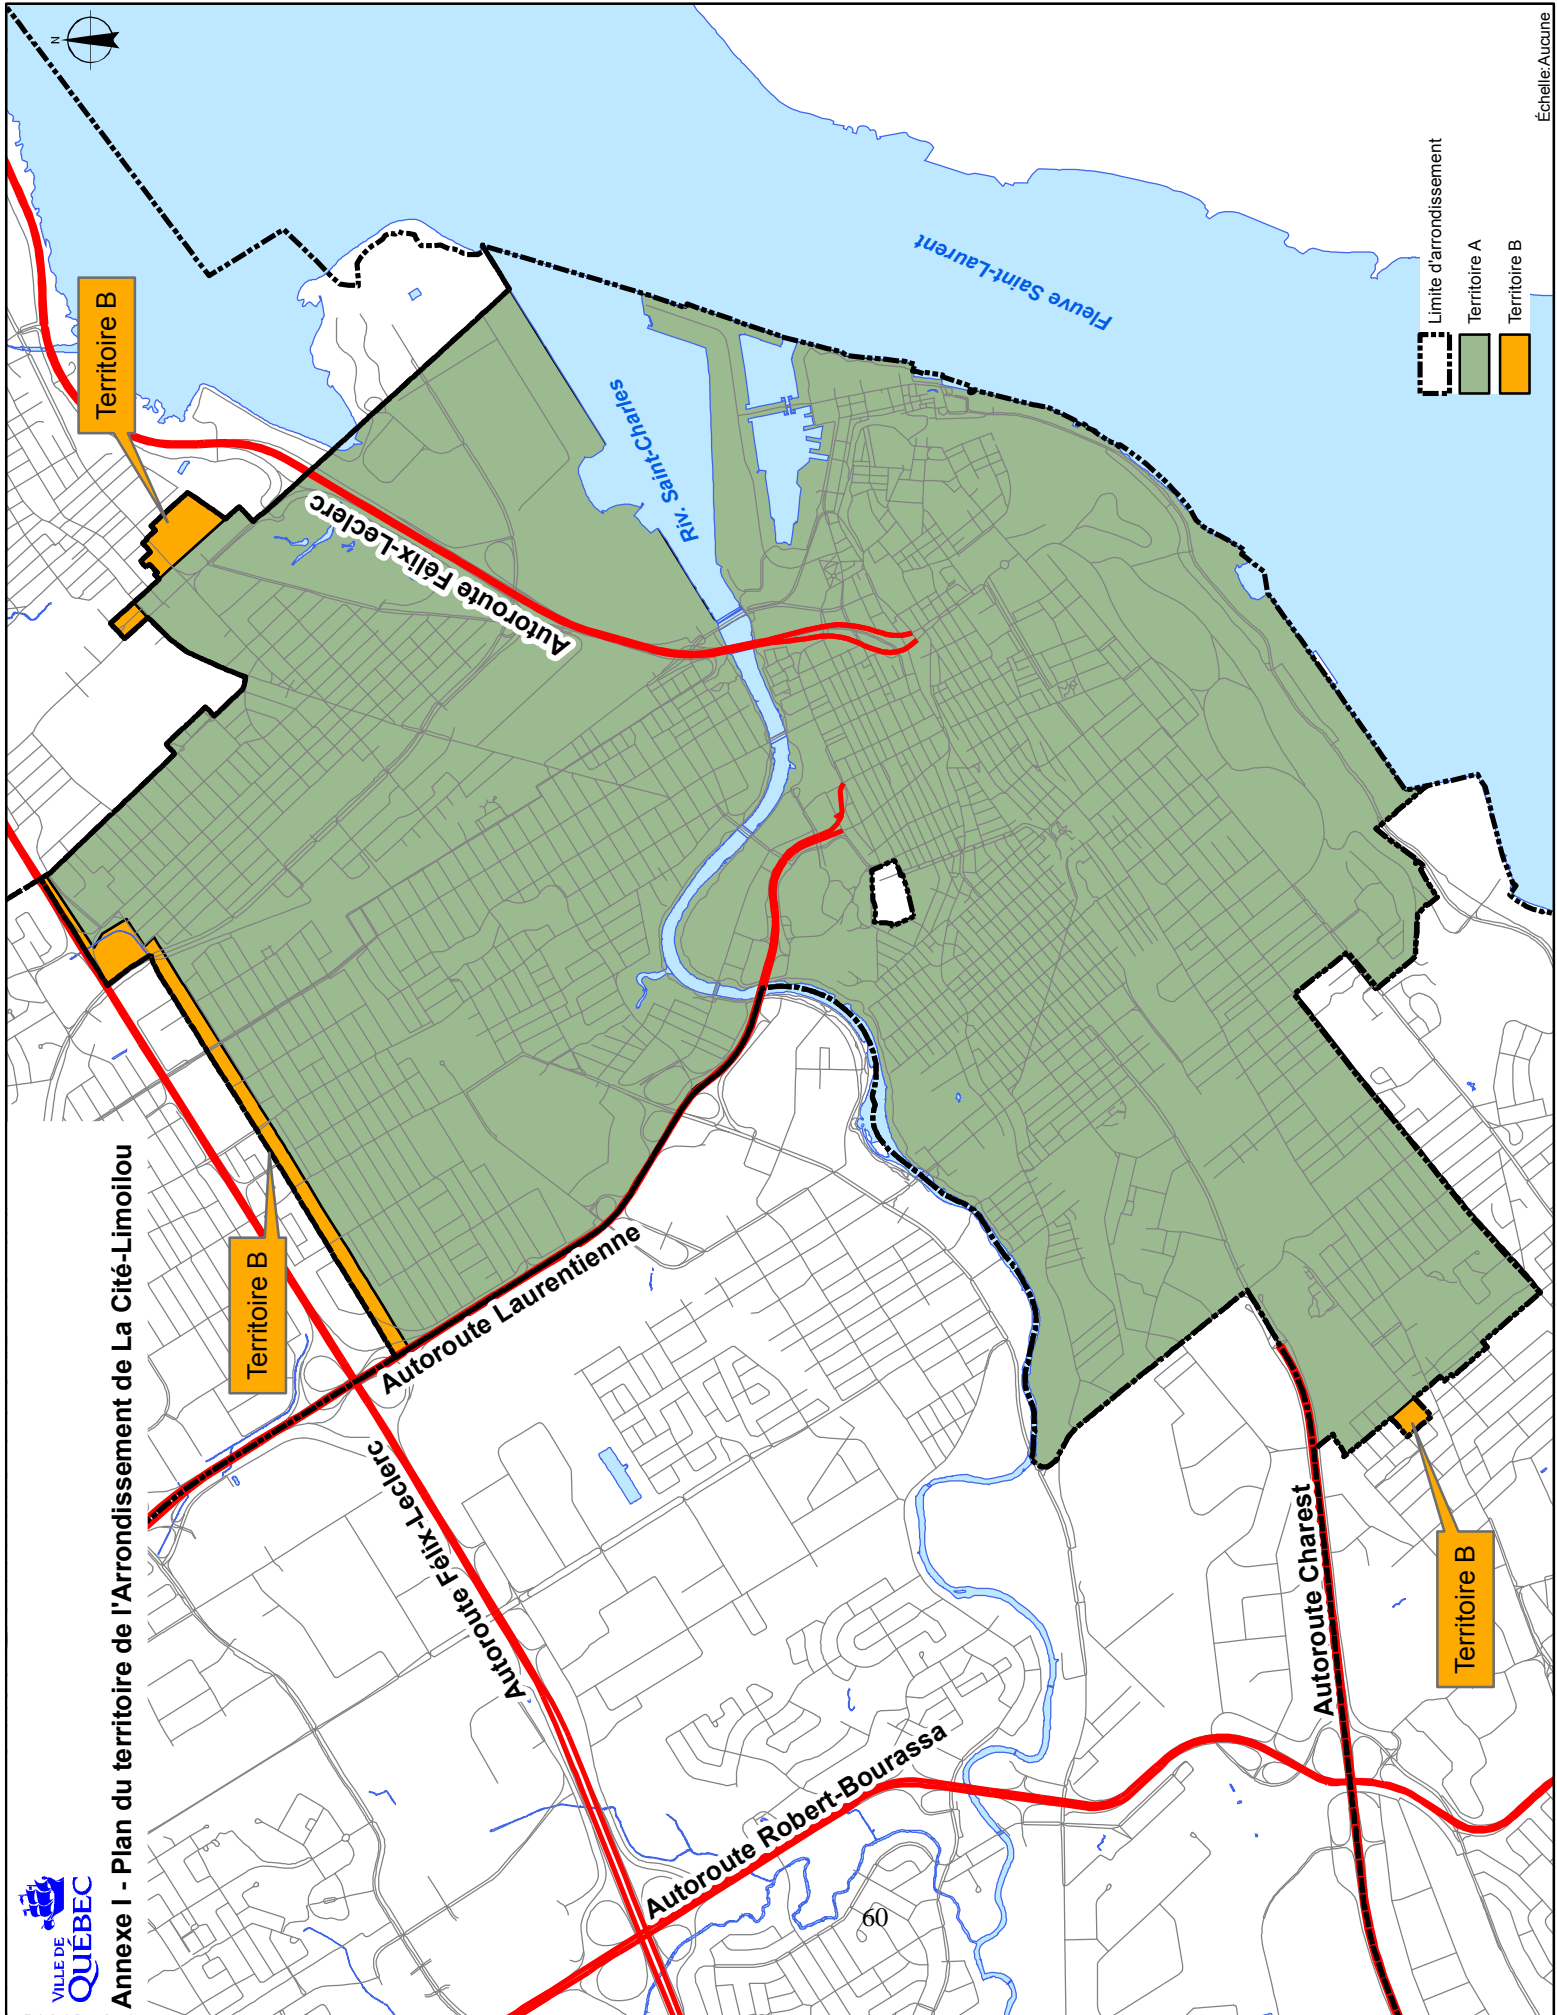 VILLE DE
QUÉBEC
Annexe I - Plan du territoire de l'Arrondissement de La Cité-Limoilou
N
Territoire B
Territoire B
Territoire B
Autoroute Félix-Leclerc
Autoroute Félix-Leclerc
Autoroute Laurentienne
Autoroute Robert-Bourassa
Autoroute Charest
Riv. Saint-Charles
Fleuve Saint-Laurent
Limite d'arrondissement
Territoire A
Territoire B
Échelle:Aucune
60